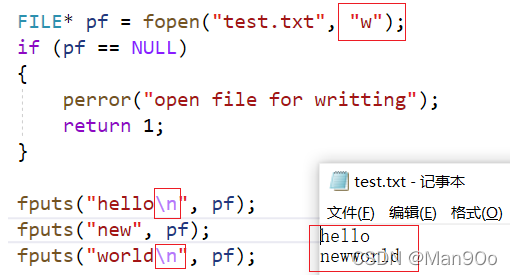 FILE* pf = fopen("test.txt", "w");
if (pf == NULL)
{
perror("open file for writting");
return 1;
}
fputs("hello\n", pf);
fputs("new", pf);
fputs("world\n", pf);
test.txt - 记事本
文件(F) 编辑(E) 格式(O)
hello
newworld
CSDN @Man9Oo